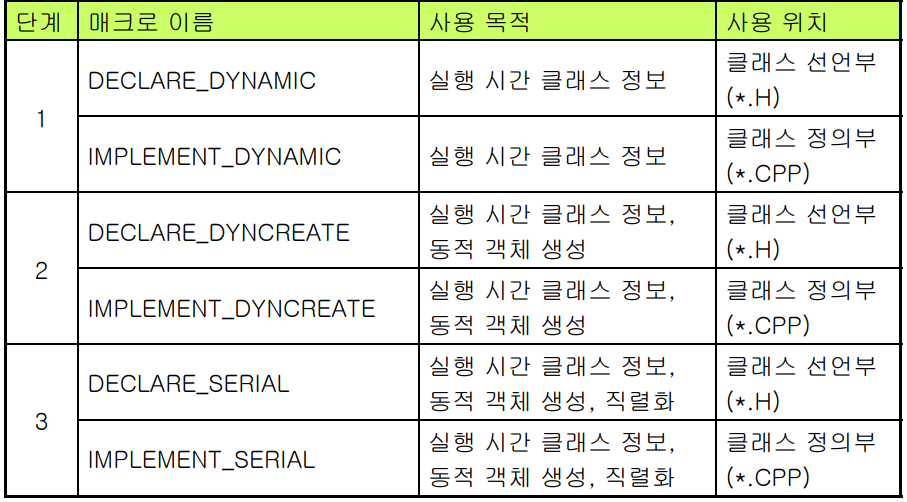 단계 매크로 이름 사용 목적 사용 위치
1
DECLARE_DYNAMIC
실행 시간 클래스 정보
클래스 선언부
(*.H)
IMPLEMENT_DYNAMIC
실행 시간 클래스 정보
클래스 정의부
(*.CPP)
2
DECLARE_DYNCREATE
실행 시간 클래스 정보,
동적 객체 생성
클래스 선언부
(*.H)
IMPLEMENT_DYNCREATE
실행 시간 클래스 정보,
동적 객체 생성
클래스 정의부
(*.CPP)
3
DECLARE_SERIAL
실행 시간 클래스 정보,
동적 객체 생성, 직렬화
클래스 선언부
(*.H)
IMPLEMENT_SERIAL
실행 시간 클래스 정보,
동적 객체 생성, 직렬화
클래스 정의부
(*.CPP)